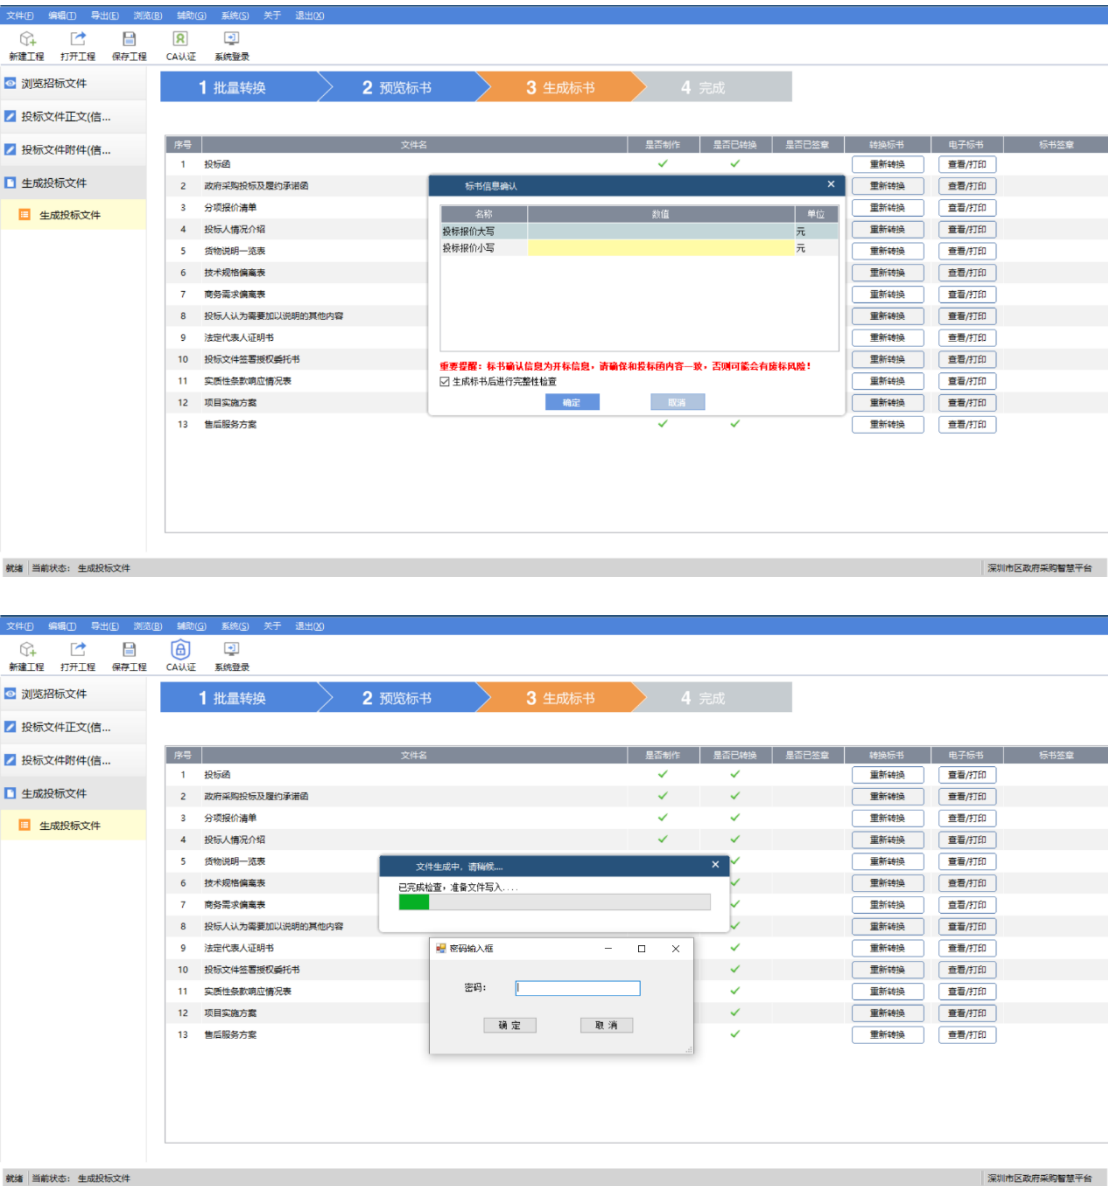 文件(F) 编辑(T) 导出(E) 浏览(B) 辅助(G) 系统(S) 关于 退出(X)
新建工程 打开工程 保存工程 CA认证 系统登录
浏览招标文件
投标文件正文(信...
投标文件附件(信...
生成投标文件
生成投标文件
1 批量转换 2 预览标书 3 生成标书 4 完成
序号 文件名 是否制作 是否已转换 是否已签章 转换标书 电子标书 标书签章
1 投标函 重新转换 查看/打印
2 政府采购投标及履约承诺函 重新转换 查看/打印
3 分项报价清单 重新转换 查看/打印
4 投标人情况介绍 重新转换 查看/打印
5 货物说明一览表 重新转换 查看/打印
6 技术规格偏离表 重新转换 查看/打印
7 商务需求偏离表 重新转换 查看/打印
8 投标人认为需要加以说明的其他内容 重新转换 查看/打印
9 法定代表人证明书 重新转换 查看/打印
10 投标文件签署授权委托书 重新转换 查看/打印
11 实质性条款响应情况表 重新转换 查看/打印
12 项目实施方案 重新转换 查看/打印
13 售后服务方案 重新转换 查看/打印
标书信息确认
名称 数值 单位
投标报价大写 元
投标报价小写 元
重要提醒：标书确认信息为开标信息，请确保和投标函内容一致，否则可能会有废标风险！
生成标书后进行完整性检查
确定 取消
就绪 当前状态： 生成投标文件 深圳市区政府采购智慧平台
文件(F) 编辑(T) 导出(E) 浏览(B) 辅助(G) 系统(S) 关于 退出(X)
新建工程 打开工程 保存工程 CA认证 系统登录
浏览招标文件
投标文件正文(信...
投标文件附件(信...
生成投标文件
生成投标文件
1 批量转换 2 预览标书 3 生成标书 4 完成
序号 文件名 是否制作 是否已转换 是否已签章 转换标书 电子标书 标书签章
1 投标函 重新转换 查看/打印
2 政府采购投标及履约承诺函 重新转换 查看/打印
3 分项报价清单 重新转换 查看/打印
4 投标人情况介绍 重新转换 查看/打印
5 货物说明一览表 重新转换 查看/打印
6 技术规格偏离表 重新转换 查看/打印
7 商务需求偏离表 重新转换 查看/打印
8 投标人认为需要加以说明的其他内容 重新转换 查看/打印
9 法定代表人证明书 重新转换 查看/打印
10 投标文件签署授权委托书 重新转换 查看/打印
11 实质性条款响应情况表 重新转换 查看/打印
12 项目实施方案 重新转换 查看/打印
13 售后服务方案 重新转换 查看/打印
文件生成中，请稍候....
已完成检查，准备文件写入....
密码输入框
密码：
确 定 取 消
就绪 当前状态： 生成投标文件 深圳市区政府采购智慧平台